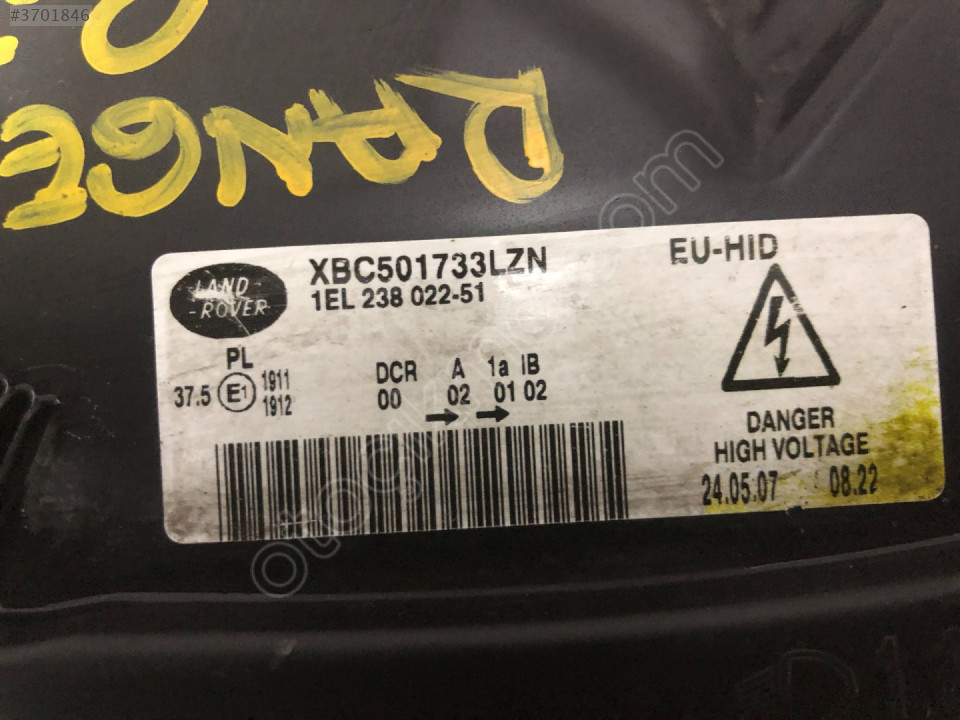 #3701846
RANGE
LAND-
-ROVER
XBC501733LZN
1EL 238 022-51
EU-HID
PL
37.5 E1 1911
1912
DCR A 1a IB
00 02 01 02
DANGER
HIGH VOLTAGE
24.05.07 08.22